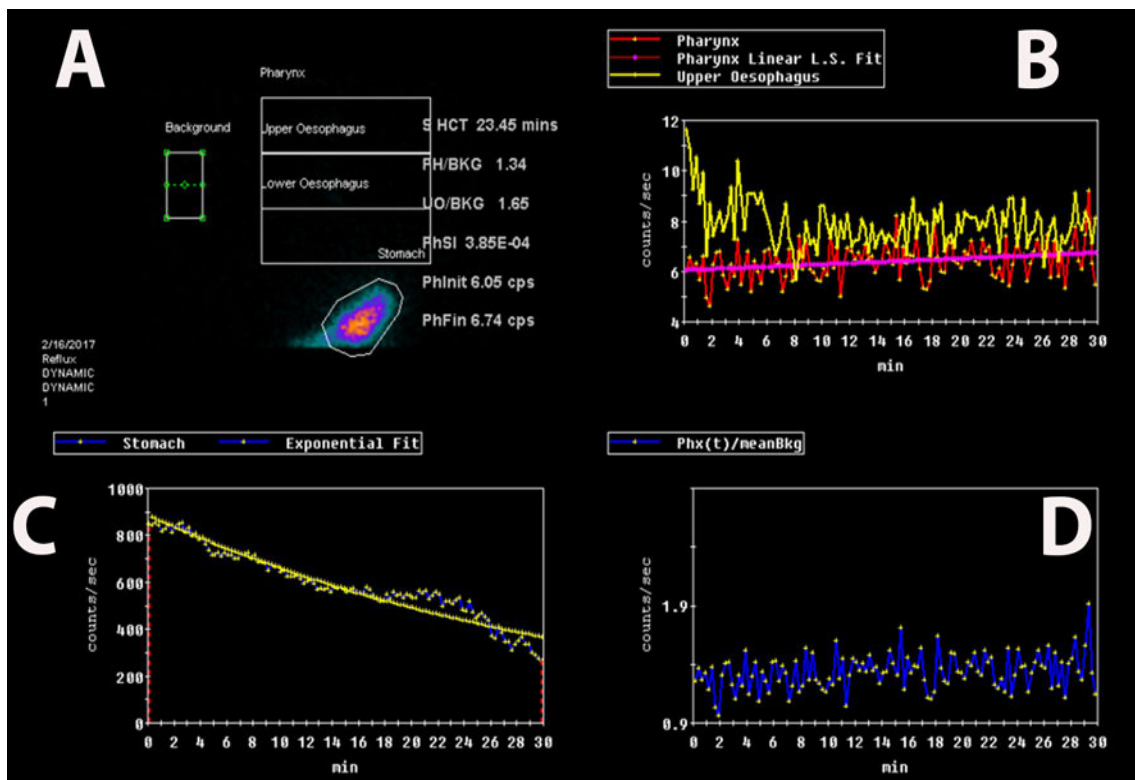 A
Pharynx
Background
Upper Oesophagus
S HCT 23.45 mins
PH/BKG 1.34
Lower Oesophagus
UO/BKG 1.65
PhSI 3.85E-04
Stomach
PhInit 6.05 cps
PhFin 6.74 cps
2/16/2017
Reflux
DYNAMIC
DYNAMIC
1
B
Pharynx
Pharynx Linear L.S. Fit
Upper Oesophagus
12
10
8
6
4
counts/sec
0 2 4 6 8 10 12 14 16 18 20 22 24 26 28 30
min
C
Stomach Exponential Fit
1000
800
600
400
200
0
counts/sec
0 2 4 6 8 10 12 14 16 18 20 22 24 26 28 30
min
D
Phx(t)/meanBkg
1.9
0.9
counts/sec
0 2 4 6 8 10 12 14 16 18 20 22 24 26 28 30
min